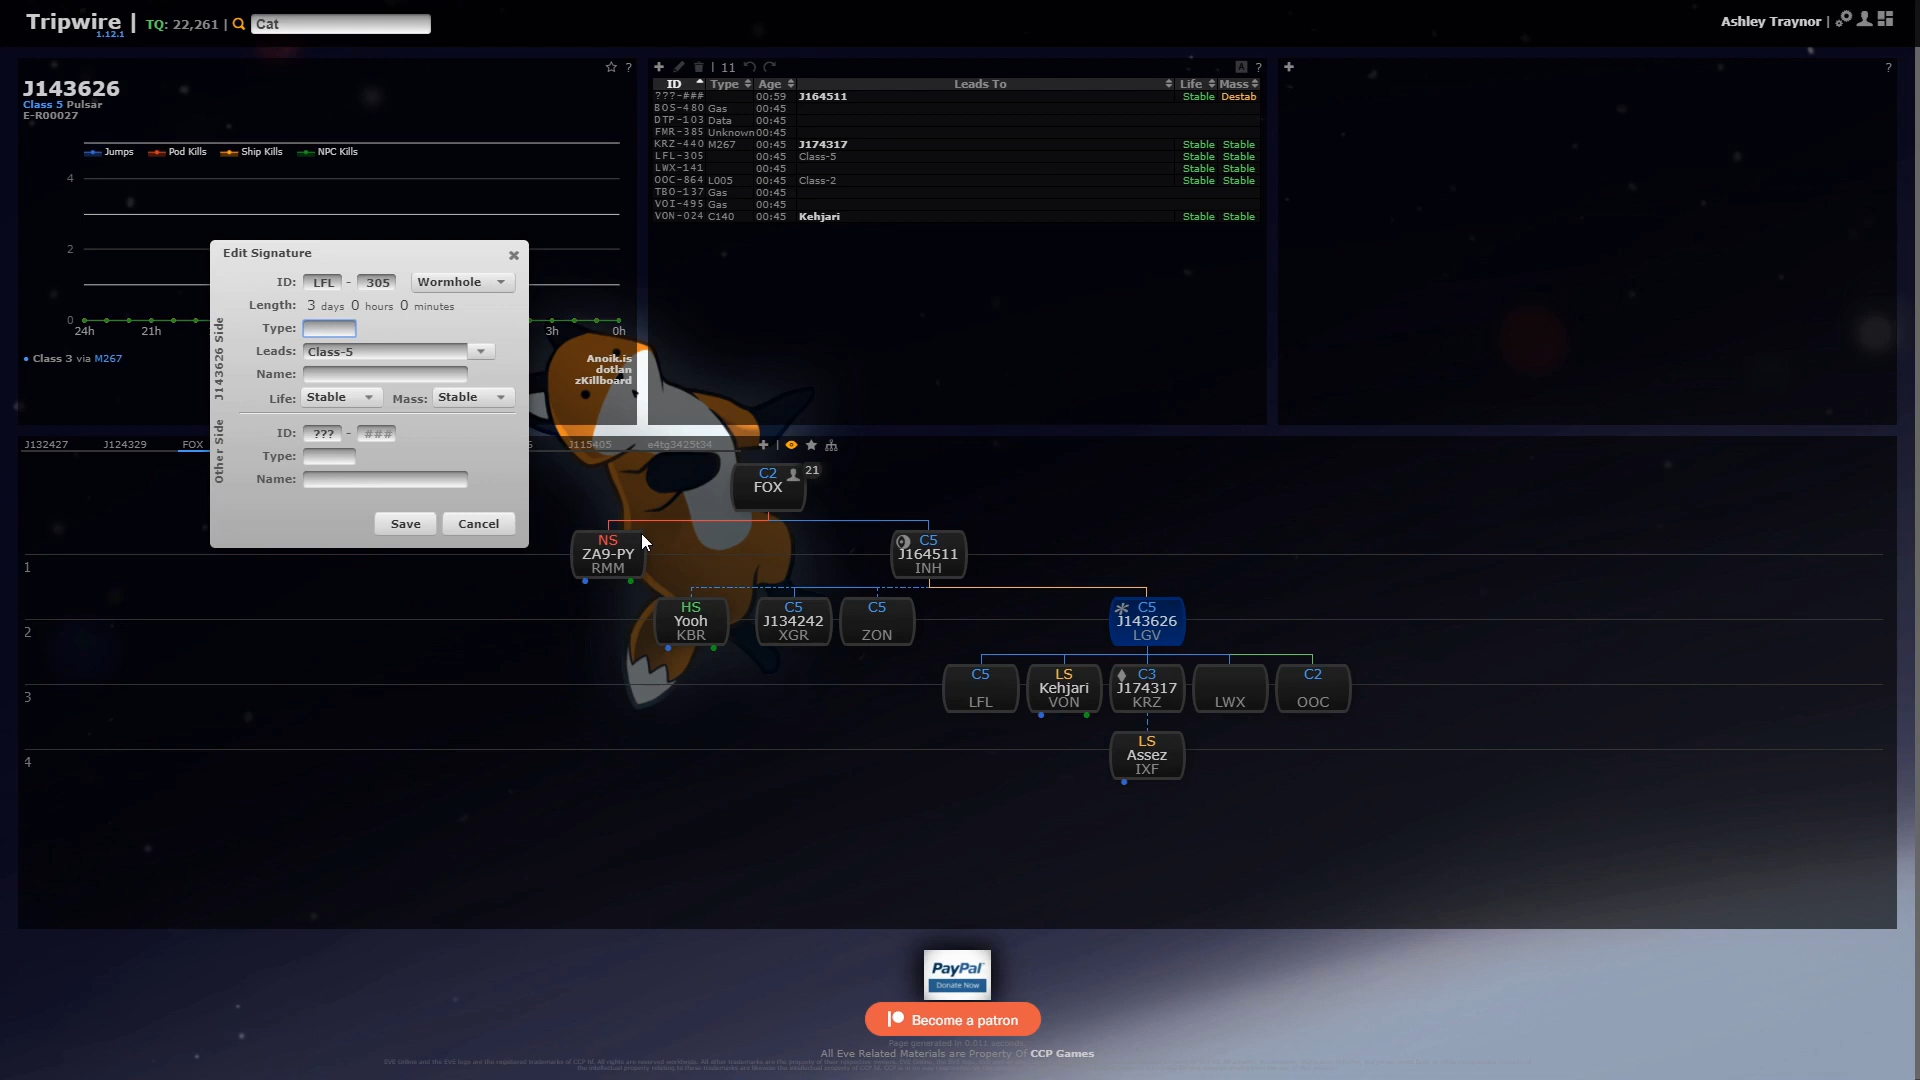 Tripwire | TQ: 22,261 | Cat
1.12.1
Ashley Traynor |
J143626
Class 5 Pulsar
E-R00027
?
Jumps Pod Kills Ship Kills NPC Kills
4
2
0
24h 21h 3h 0h
• Class 3 via M267
Anoik.is
dotlan
zKillboard
| 11 A ?
ID Type Age Leads To Life Mass
???-### 00:59 J164511 Stable Destab
BOS-480 Gas 00:45
DTP-103 Data 00:45
FMR-385 Unknown 00:45
KRZ-440 M267 00:45 J174317 Stable Stable
LFL-305 00:45 Class-5 Stable Stable
LWX-141 00:45 Stable Stable
OOC-864 L005 00:45 Class-2 Stable Stable
TBO-137 Gas 00:45
VOI-495 Gas 00:45
VON-024 C140 00:45 Kehjari Stable Stable
?
Edit Signature
J143626 Side
ID: LFL - 305 Wormhole
Length: 3 days 0 hours 0 minutes
Type:
Leads: Class-5
Name:
Life: Stable Mass: Stable
Other Side
ID: ??? - ###
Type:
Name:
Save Cancel
J132427 J124329 FOX J115405 e4tg3425t34
C2
FOX
21
1
NS
ZA9-PY
RMM
C5
J164511
INH
2
HS
Yooh
KBR
C5
J134242
XGR
C5
ZON
C5
J143626
LGV
3
C5
LFL
LS
Kehjari
VON
C3
J174317
KRZ
LWX
C2
OOC
4
LS
Assez
IXF
PayPal
Donate Now
Become a patron
Page generated in 0.011 seconds.
All Eve Related Materials are Property Of CCP Games